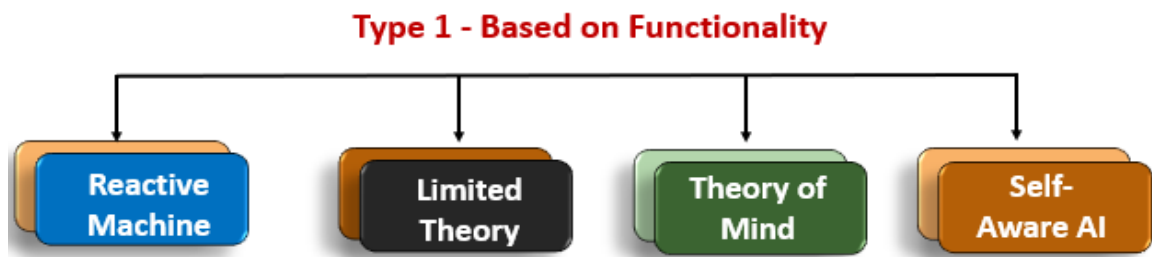 Type 1 - Based on Functionality
Reactive
Machine
Limited
Theory
Theory of
Mind
Self-
Aware AI